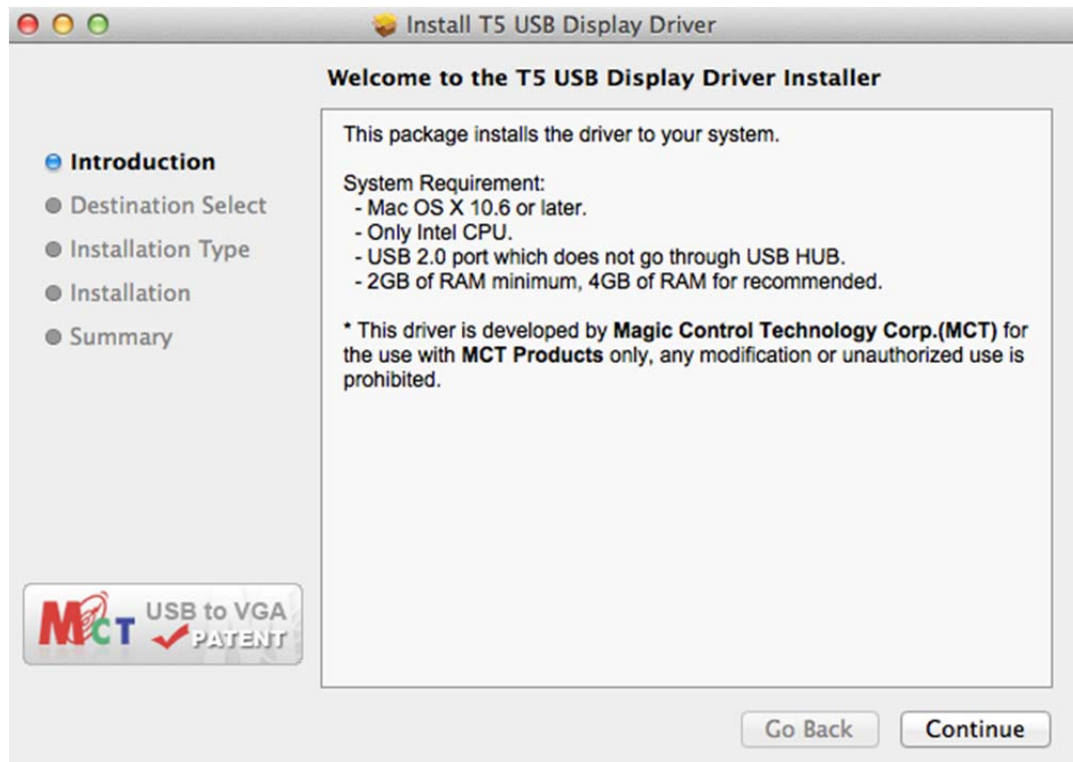 Install T5 USB Display Driver
Welcome to the T5 USB Display Driver Installer
Introduction
Destination Select
Installation Type
Installation
Summary
This package installs the driver to your system.
System Requirement:
- Mac OS X 10.6 or later.
- Only Intel CPU.
- USB 2.0 port which does not go through USB HUB.
- 2GB of RAM minimum, 4GB of RAM for recommended.
* This driver is developed by Magic Control Technology Corp.(MCT) for
the use with MCT Products only, any modification or unauthorized use is
prohibited.
MCT USB to VGA
PATENT
Go Back Continue